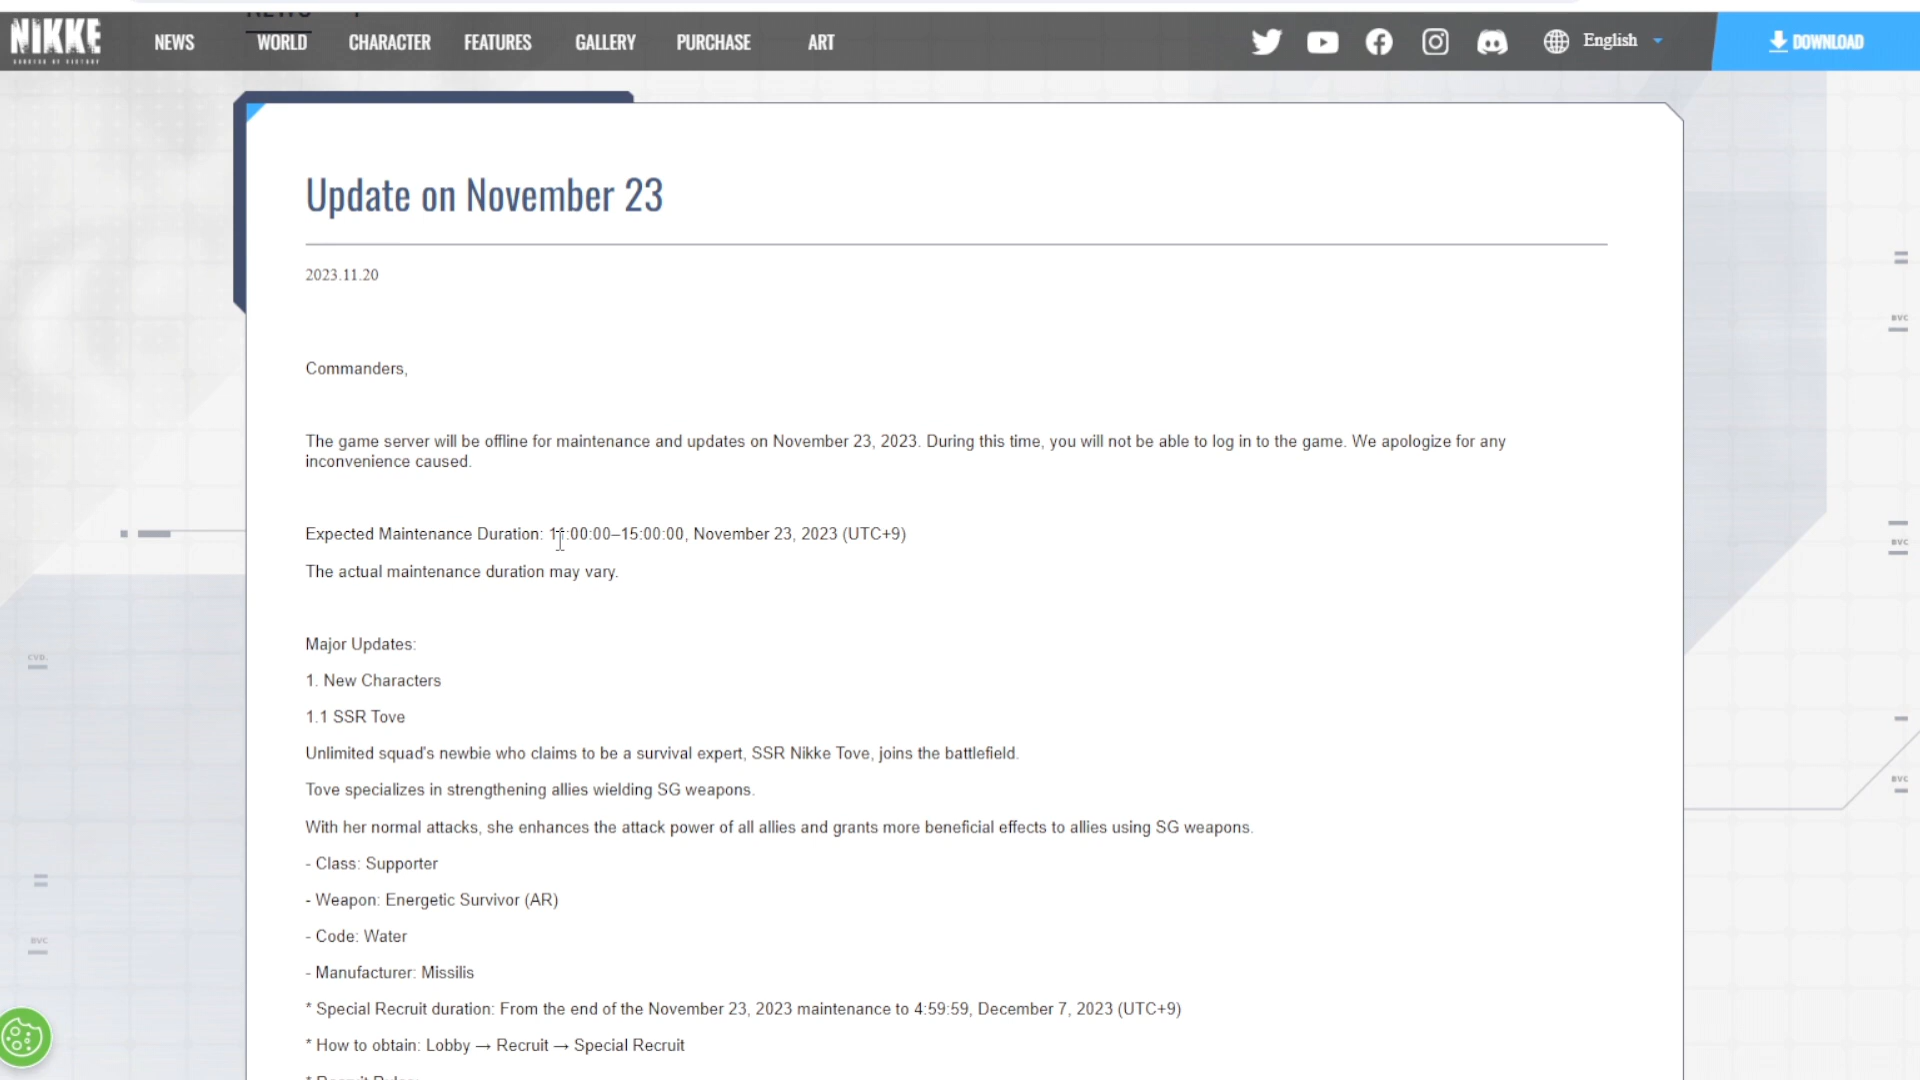 NIKKE
NEWS
WORLD
CHARACTER
FEATURES
GALLERY
PURCHASE
ART
English
DOWNLOAD
Update on November 23
2023.11.20
Commanders,
The game server will be offline for maintenance and updates on November 23, 2023. During this time, you will not be able to log in to the game. We apologize for any
inconvenience caused.
Expected Maintenance Duration: 11:00:00–15:00:00, November 23, 2023 (UTC+9)
The actual maintenance duration may vary.
Major Updates:
1. New Characters
1.1 SSR Tove
Unlimited squad's newbie who claims to be a survival expert, SSR Nikke Tove, joins the battlefield.
Tove specializes in strengthening allies wielding SG weapons.
With her normal attacks, she enhances the attack power of all allies and grants more beneficial effects to allies using SG weapons.
- Class: Supporter
- Weapon: Energetic Survivor (AR)
- Code: Water
- Manufacturer: Missilis
* Special Recruit duration: From the end of the November 23, 2023 maintenance to 4:59:59, December 7, 2023 (UTC+9)
* How to obtain: Lobby → Recruit → Special Recruit
BVC
BVC
BVC
CVD.
BVC